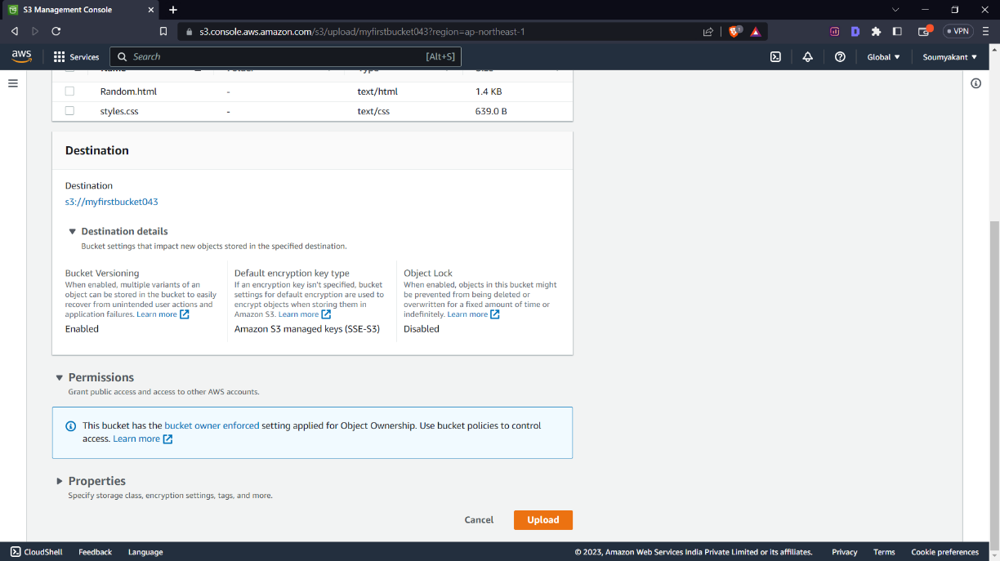 S3 Management Console
s3.console.aws.amazon.com/s3/upload/myfirstbucket043?region=ap-northeast-1
1
VPN
aws
Services
Search
[Alt+S]
Global
Soumyakant
Name
Folder
Type
Size
Random.html - text/html 1.4 KB
styles.css - text/css 639.0 B
Destination
Destination
s3://myfirstbucket043
Destination details
Bucket settings that impact new objects stored in the specified destination.
Bucket Versioning
When enabled, multiple variants of an
object can be stored in the bucket to easily
recover from unintended user actions and
application failures. Learn more
Enabled
Default encryption key type
If an encryption key isn't specified, bucket
settings for default encryption are used to
encrypt objects when storing them in
Amazon S3. Learn more
Amazon S3 managed keys (SSE-S3)
Object Lock
When enabled, objects in this bucket might
be prevented from being deleted or
overwritten for a fixed amount of time or
indefinitely. Learn more
Disabled
Permissions
Grant public access and access to other AWS accounts.
This bucket has the bucket owner enforced setting applied for Object Ownership. Use bucket policies to control
access. Learn more
Properties
Specify storage class, encryption settings, tags, and more.
Cancel
Upload
CloudShell
Feedback
Language
© 2023, Amazon Web Services India Private Limited or its affiliates.
Privacy
Terms
Cookie preferences